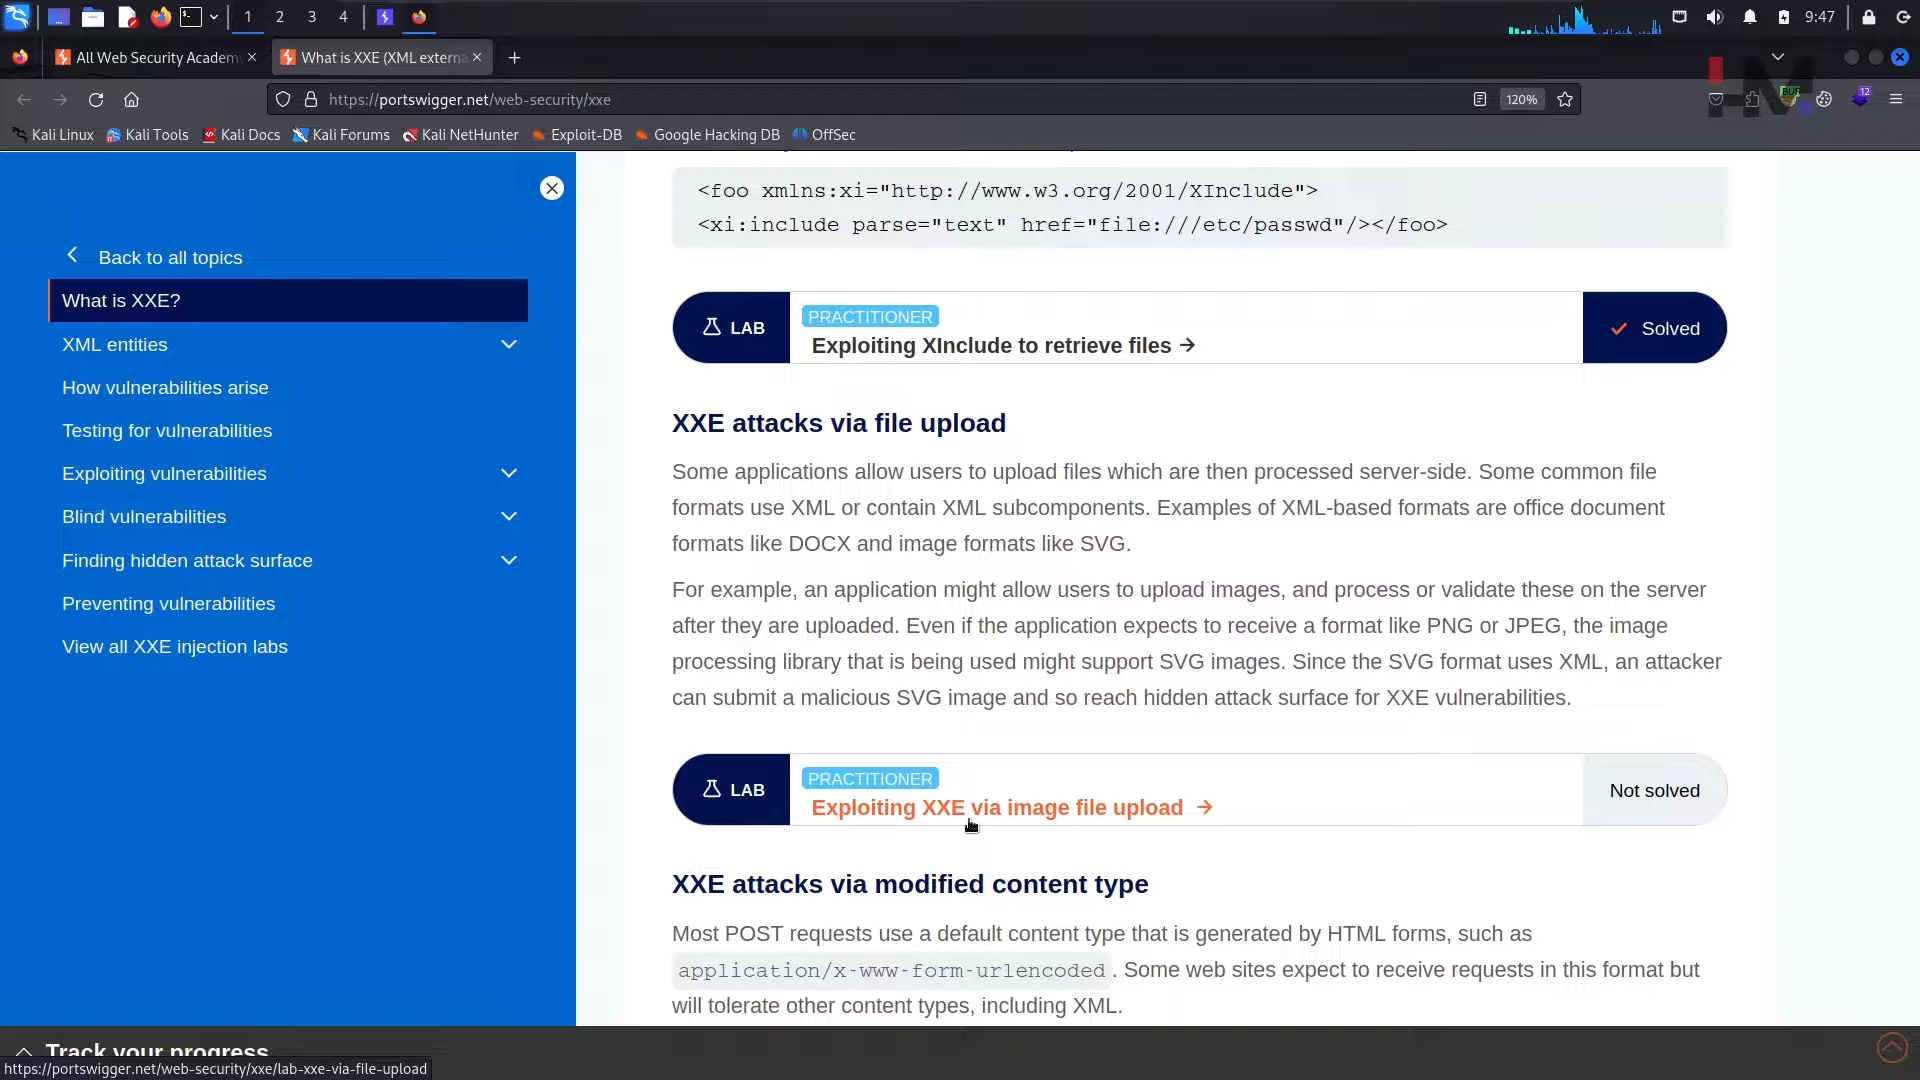 1
2
3
4
9:47
All Web Security Academ
What is XXE (XML externa
https://portswigger.net/web-security/xxe
120%
BUR
12
Kali Linux
Kali Tools
Kali Docs
Kali Forums
Kali NetHunter
Exploit-DB
Google Hacking DB
OffSec
Back to all topics
What is XXE?
XML entities
How vulnerabilities arise
Testing for vulnerabilities
Exploiting vulnerabilities
Blind vulnerabilities
Finding hidden attack surface
Preventing vulnerabilities
View all XXE injection labs
<foo xmlns:xi="http://www.w3.org/2001/XInclude">
<xi:include parse="text" href="file:///etc/passwd"/></foo>
LAB
PRACTITIONER
Exploiting XInclude to retrieve files →
Solved
XXE attacks via file upload
Some applications allow users to upload files which are then processed server-side. Some common file
formats use XML or contain XML subcomponents. Examples of XML-based formats are office document
formats like DOCX and image formats like SVG.
For example, an application might allow users to upload images, and process or validate these on the server
after they are uploaded. Even if the application expects to receive a format like PNG or JPEG, the image
processing library that is being used might support SVG images. Since the SVG format uses XML, an attacker
can submit a malicious SVG image and so reach hidden attack surface for XXE vulnerabilities.
LAB
PRACTITIONER
Exploiting XXE via image file upload →
Not solved
XXE attacks via modified content type
Most POST requests use a default content type that is generated by HTML forms, such as
application/x-www-form-urlencoded. Some web sites expect to receive requests in this format but
will tolerate other content types, including XML.
Track your progress
https://portswigger.net/web-security/xxe/lab-xxe-via-file-upload